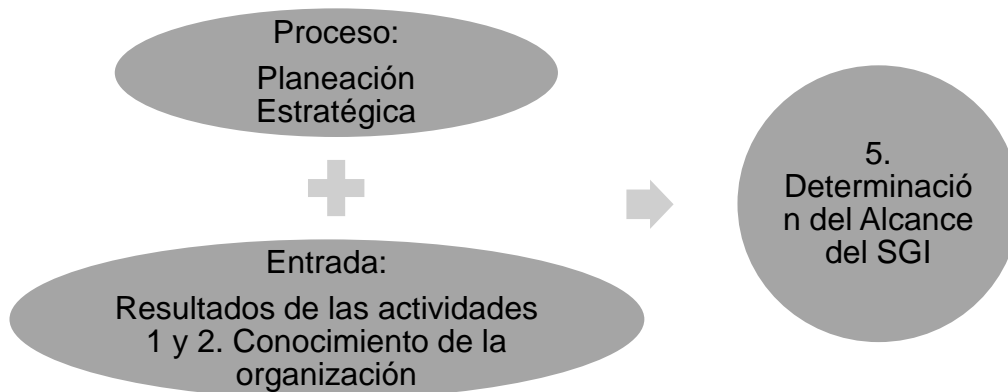 Proceso:
Planeación
Estratégica
Entrada:
Resultados de las actividades
1 y 2. Conocimiento de la
organización
5.
Determinació
n del Alcance
del SGI